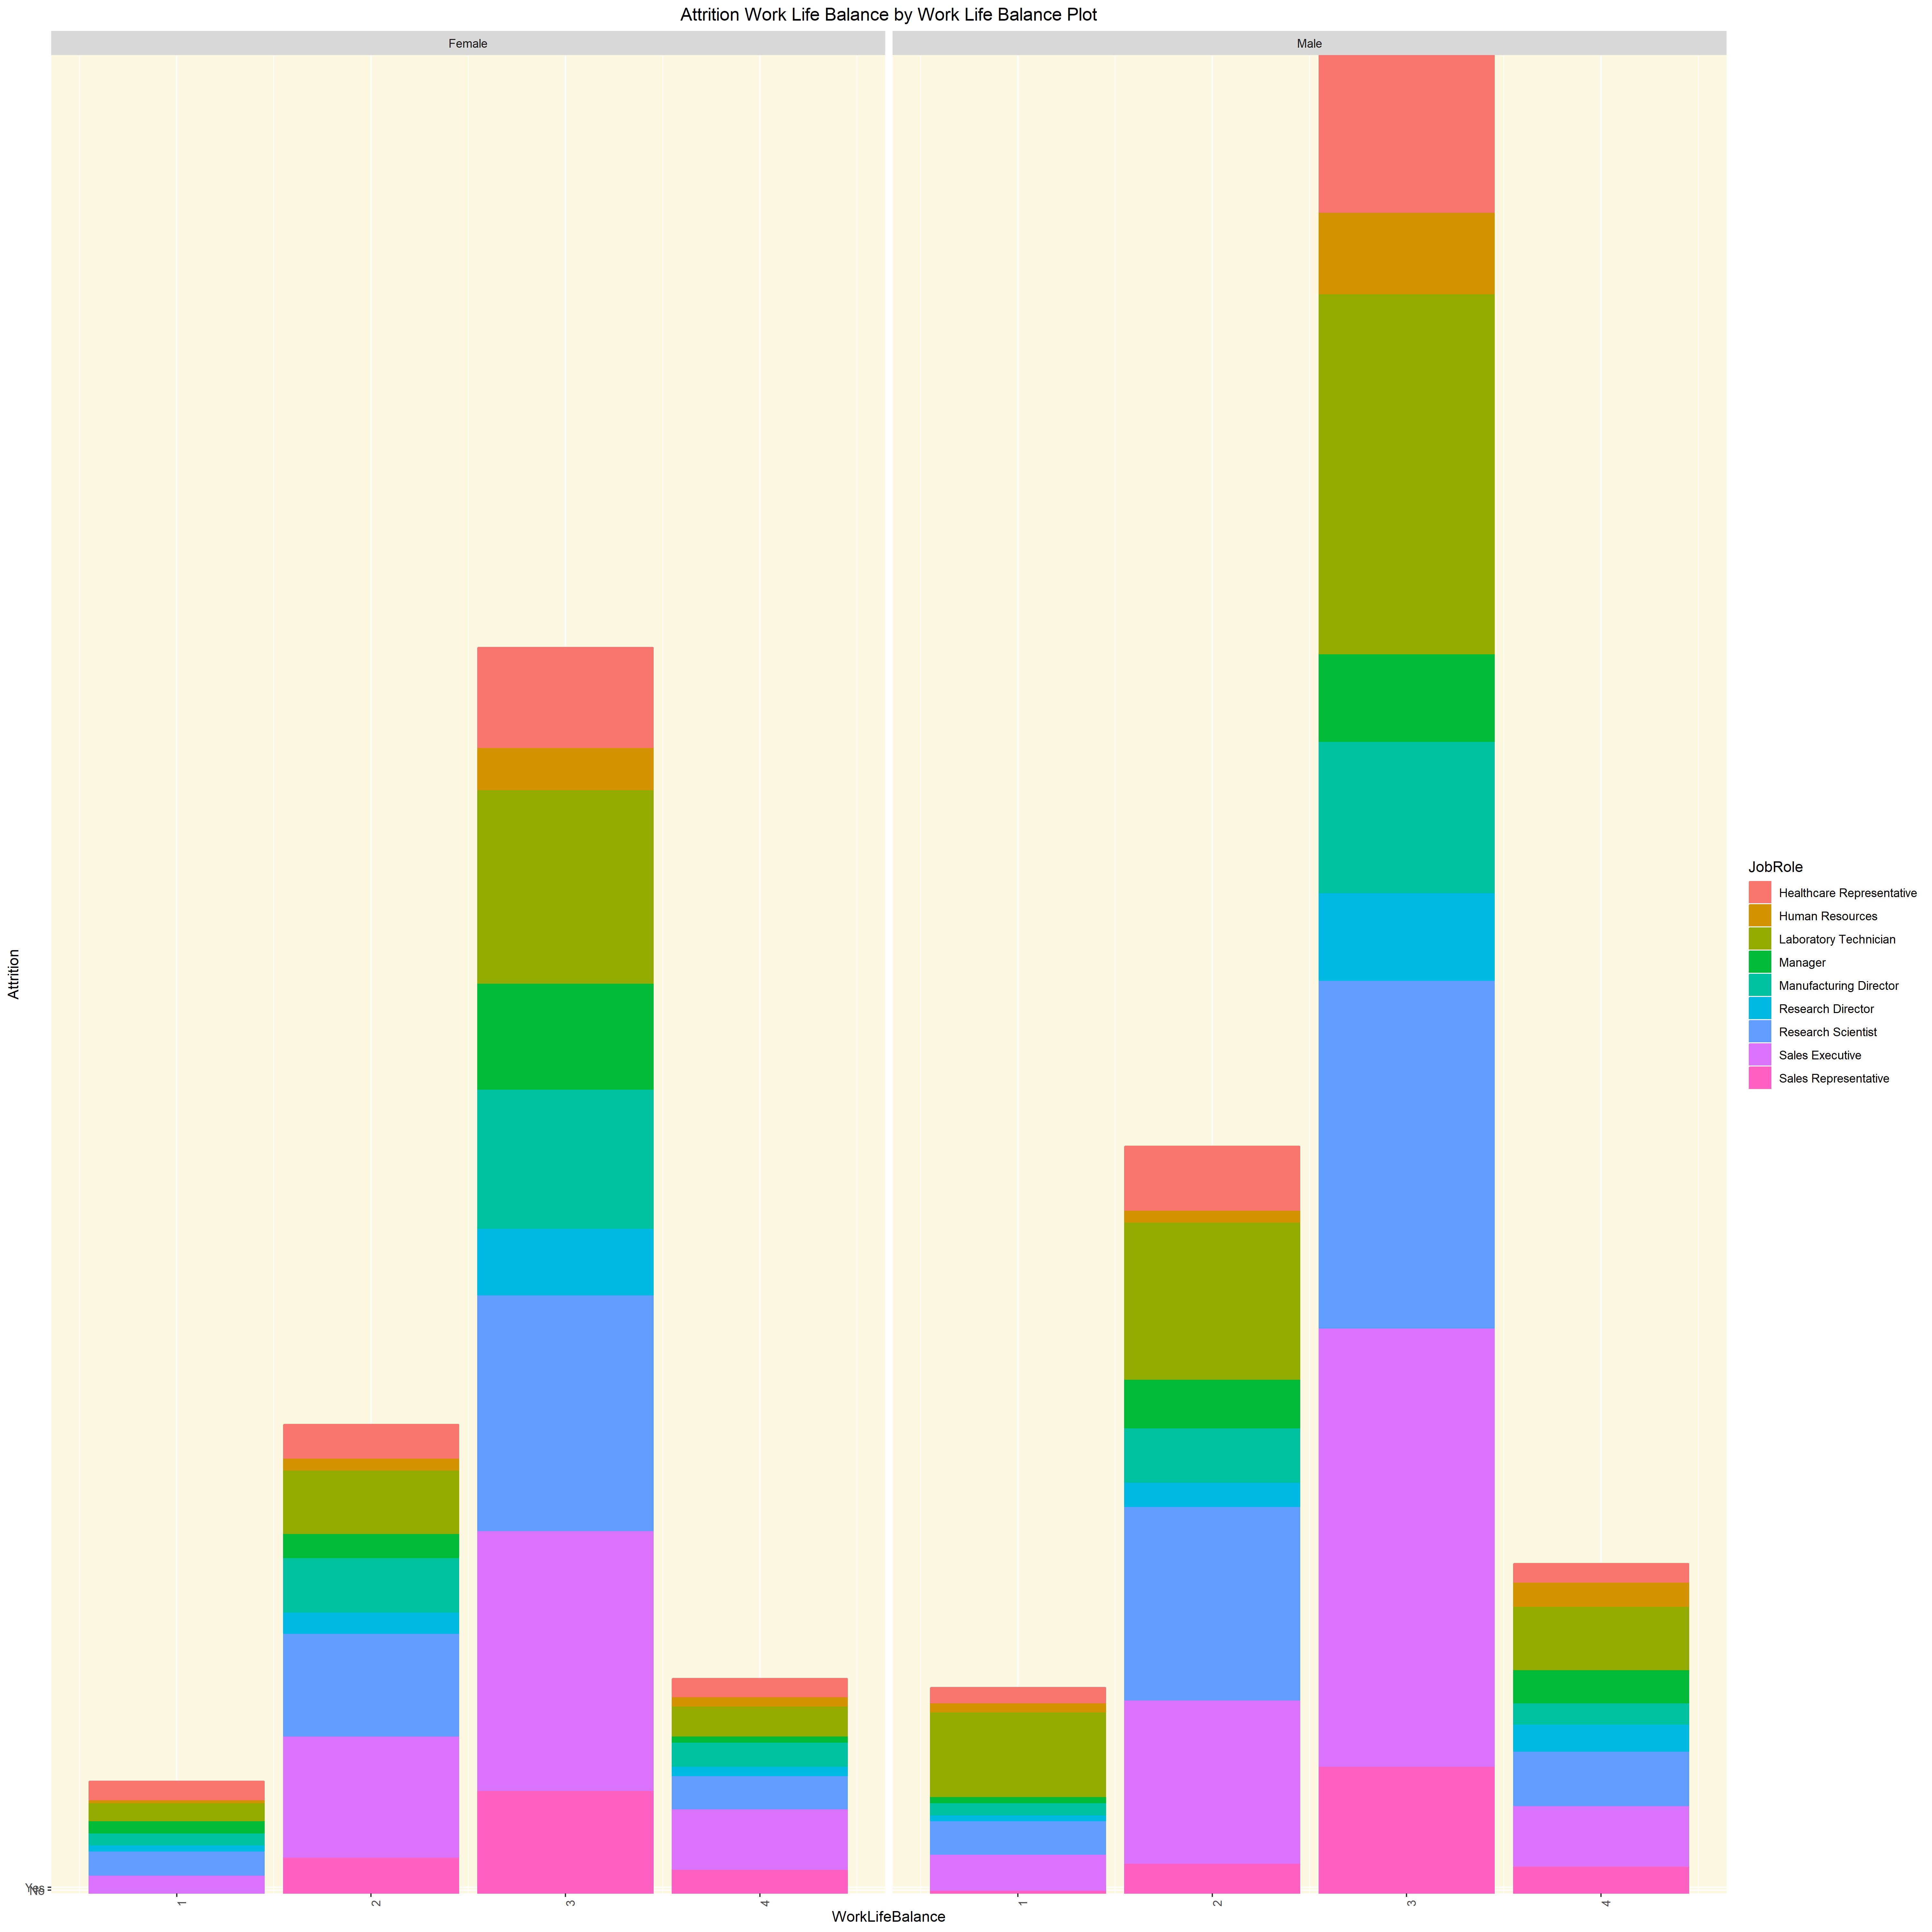 Attrition Work Life Balance by Work Life Balance Plot
Female
Male
Attrition
Yes
No
1
2
3
4
1
2
3
4
WorkLifeBalance
JobRole
Healthcare Representative
Human Resources
Laboratory Technician
Manager
Manufacturing Director
Research Director
Research Scientist
Sales Executive
Sales Representative